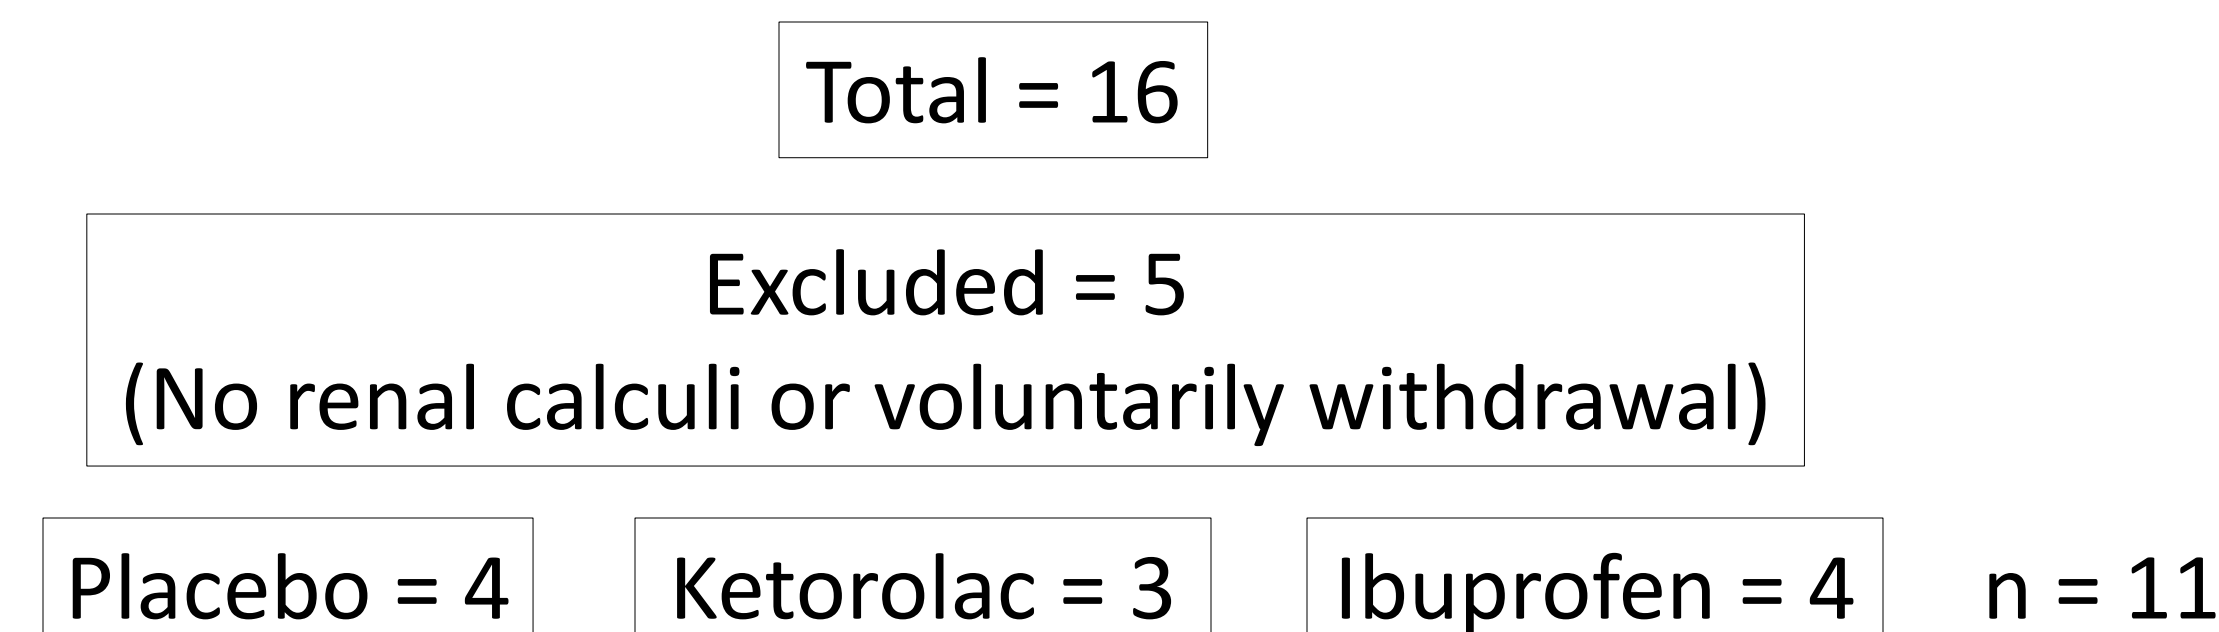 Total = 16
Excluded = 5
(No renal calculi or voluntarily withdrawal)
Placebo = 4 Ketorolac = 3 Ibuprofen = 4 n = 11